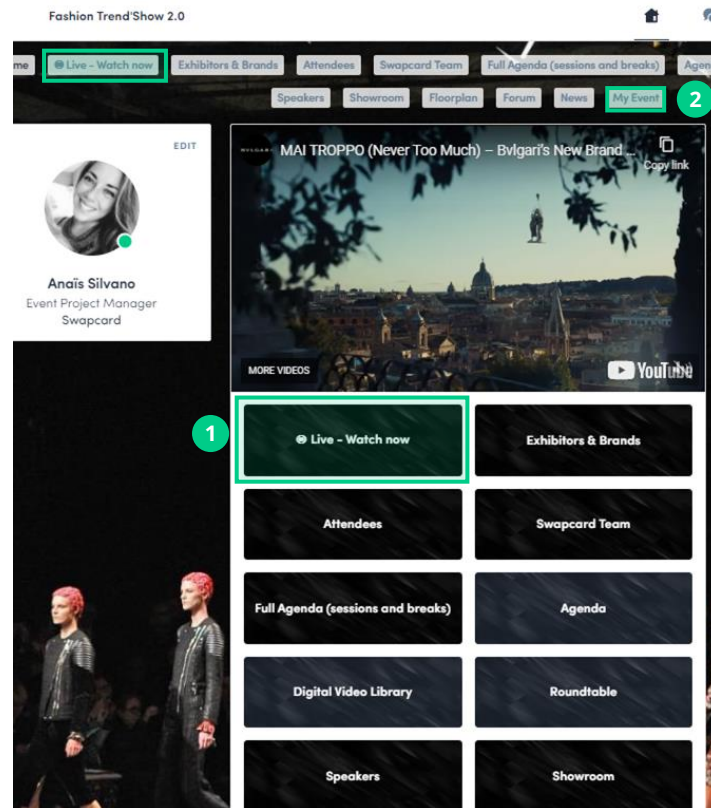 Fashion Trend'Show 2.0
me Live - Watch now Exhibitors & Brands Attendees Swapcard Team Full Agenda (sessions and breaks) Agen
Speakers Showroom Floorplan Forum News My Event 2
EDIT
Anaïs Silvano
Event Project Manager
Swapcard
BVLGARI MAI TROPPO (Never Too Much) – Bvlgari's New Brand ...
Copy link
MORE VIDEOS
YouTube
1
Live - Watch now
Exhibitors & Brands
Attendees
Swapcard Team
Full Agenda (sessions and breaks)
Agenda
Digital Video Library
Roundtable
Speakers
Showroom